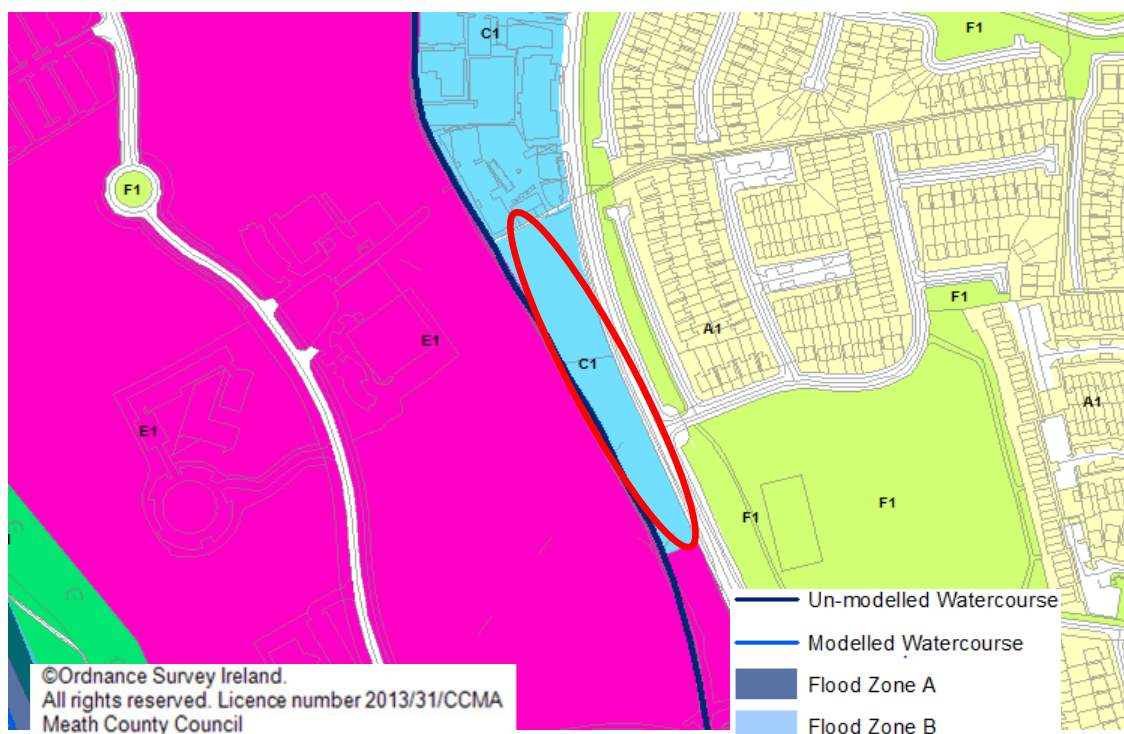 C1
F1
F1
E1
C1
F1
A1
E1
A1
F1
F1
Un-modelled Watercourse
Modelled Watercourse
Flood Zone A
Flood Zone B
©Ordnance Survey Ireland.
All rights reserved. Licence number 2013/31/CCMA
Meath County Council